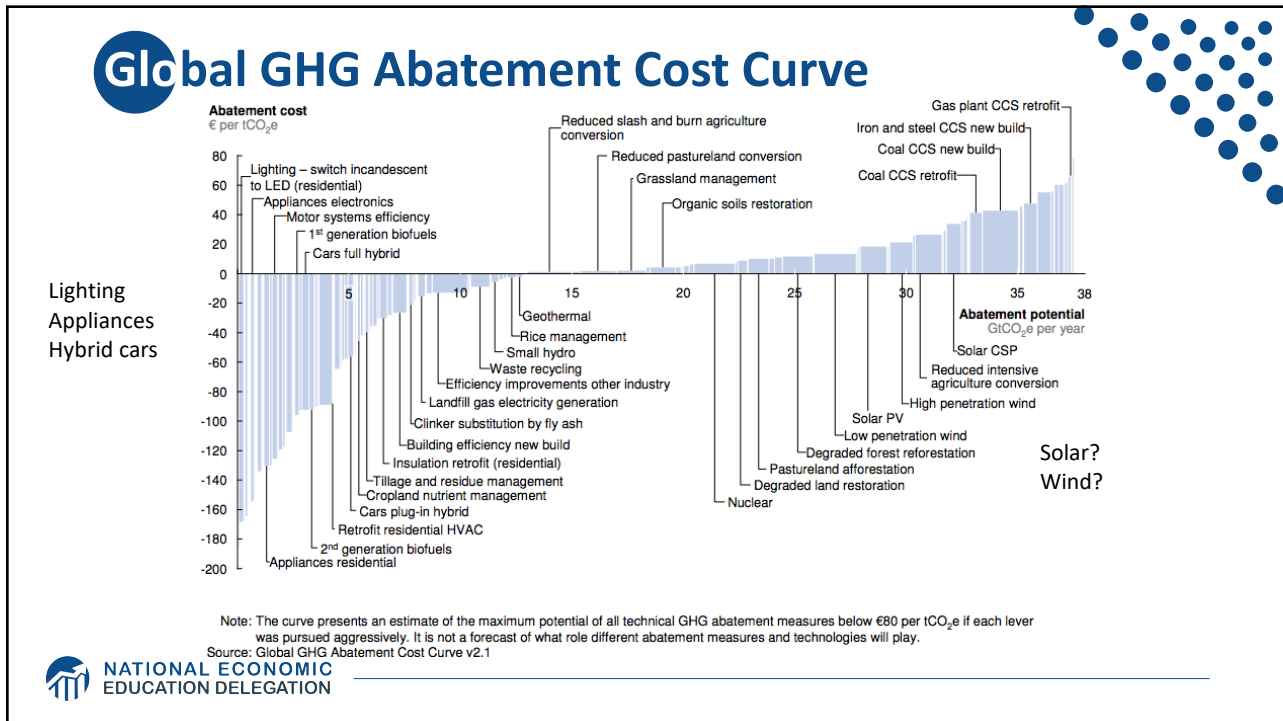 Global GHG Abatement Cost Curve
Abatement cost
€ per tCO2e
80
60
40
20
0
-20
-40
-60
-80
-100
-120
-140
-160
-180
-200
Lighting – switch incandescent
to LED (residential)
Appliances electronics
Motor systems efficiency
1st generation biofuels
Cars full hybrid
Reduced slash and burn agriculture
conversion
Reduced pastureland conversion
Grassland management
Organic soils restoration
Gas plant CCS retrofit
Iron and steel CCS new build
Coal CCS new build
Coal CCS retrofit
5
10
15
20
25
30
35
38
Abatement potential
GtCO2e per year
Lighting
Appliances
Hybrid cars
Geothermal
Rice management
Small hydro
Waste recycling
Efficiency improvements other industry
Landfill gas electricity generation
Clinker substitution by fly ash
Building efficiency new build
Insulation retrofit (residential)
Tillage and residue management
Cropland nutrient management
Cars plug-in hybrid
Retrofit residential HVAC
2nd generation biofuels
Appliances residential
Solar CSP
Reduced intensive
agriculture conversion
High penetration wind
Solar PV
Low penetration wind
Degraded forest reforestation
Pastureland afforestation
Degraded land restoration
Nuclear
Solar?
Wind?
Note: The curve presents an estimate of the maximum potential of all technical GHG abatement measures below €80 per tCO2e if each lever
was pursued aggressively. It is not a forecast of what role different abatement measures and technologies will play.
Source: Global GHG Abatement Cost Curve v2.1
NATIONAL ECONOMIC
EDUCATION DELEGATION